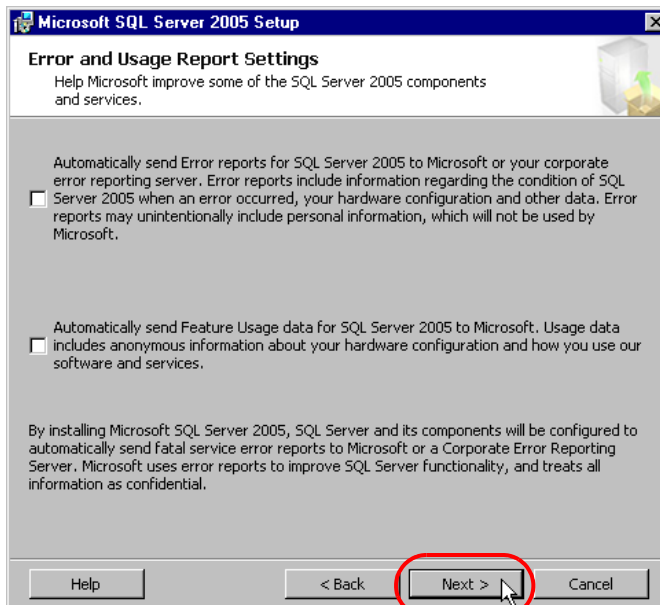 Microsoft SQL Server 2005 Setup
Error and Usage Report Settings
Help Microsoft improve some of the SQL Server 2005 components
and services.
Automatically send Error reports for SQL Server 2005 to Microsoft or your corporate
error reporting server. Error reports include information regarding the condition of SQL
Server 2005 when an error occurred, your hardware configuration and other data. Error
reports may unintentionally include personal information, which will not be used by
Microsoft.
Automatically send Feature Usage data for SQL Server 2005 to Microsoft. Usage data
includes anonymous information about your hardware configuration and how you use our
software and services.
By installing Microsoft SQL Server 2005, SQL Server and its components will be configured to
automatically send fatal service error reports to Microsoft or a Corporate Error Reporting
Server. Microsoft uses error reports to improve SQL Server functionality, and treats all
information as confidential.
Help
< Back
Next >
Cancel